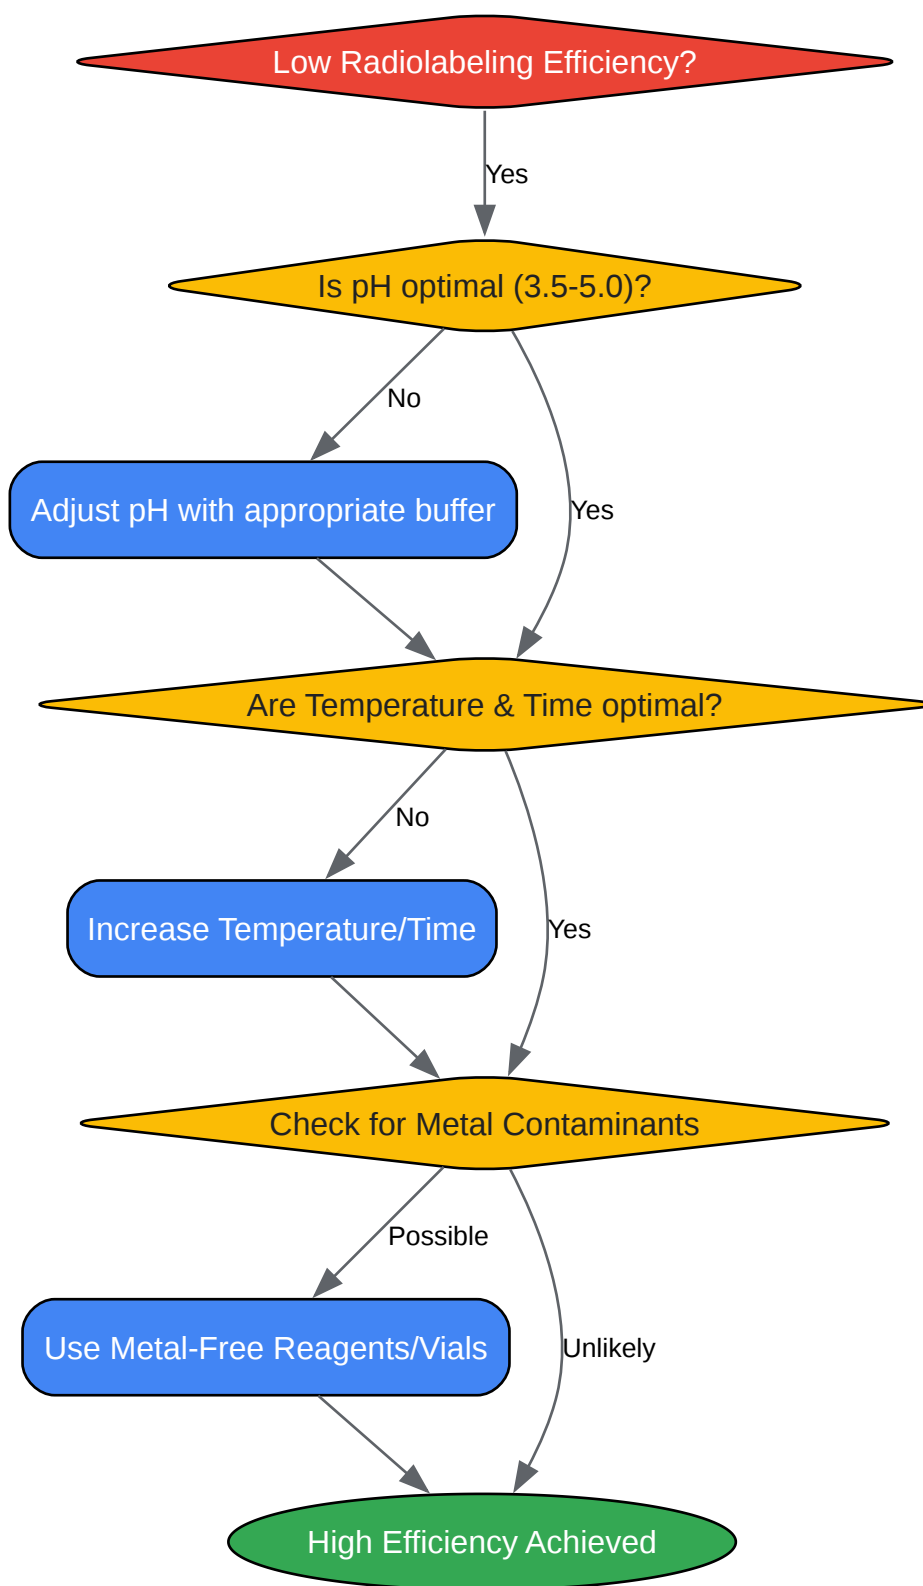 Low Radiolabeling Efficiency?
Yes
Is pH optimal (3.5-5.0)?
No
Adjust pH with appropriate buffer
Yes
Are Temperature & Time optimal?
No
Increase Temperature/Time
Yes
Check for Metal Contaminants
Possible
Use Metal-Free Reagents/Vials
Unlikely
High Efficiency Achieved